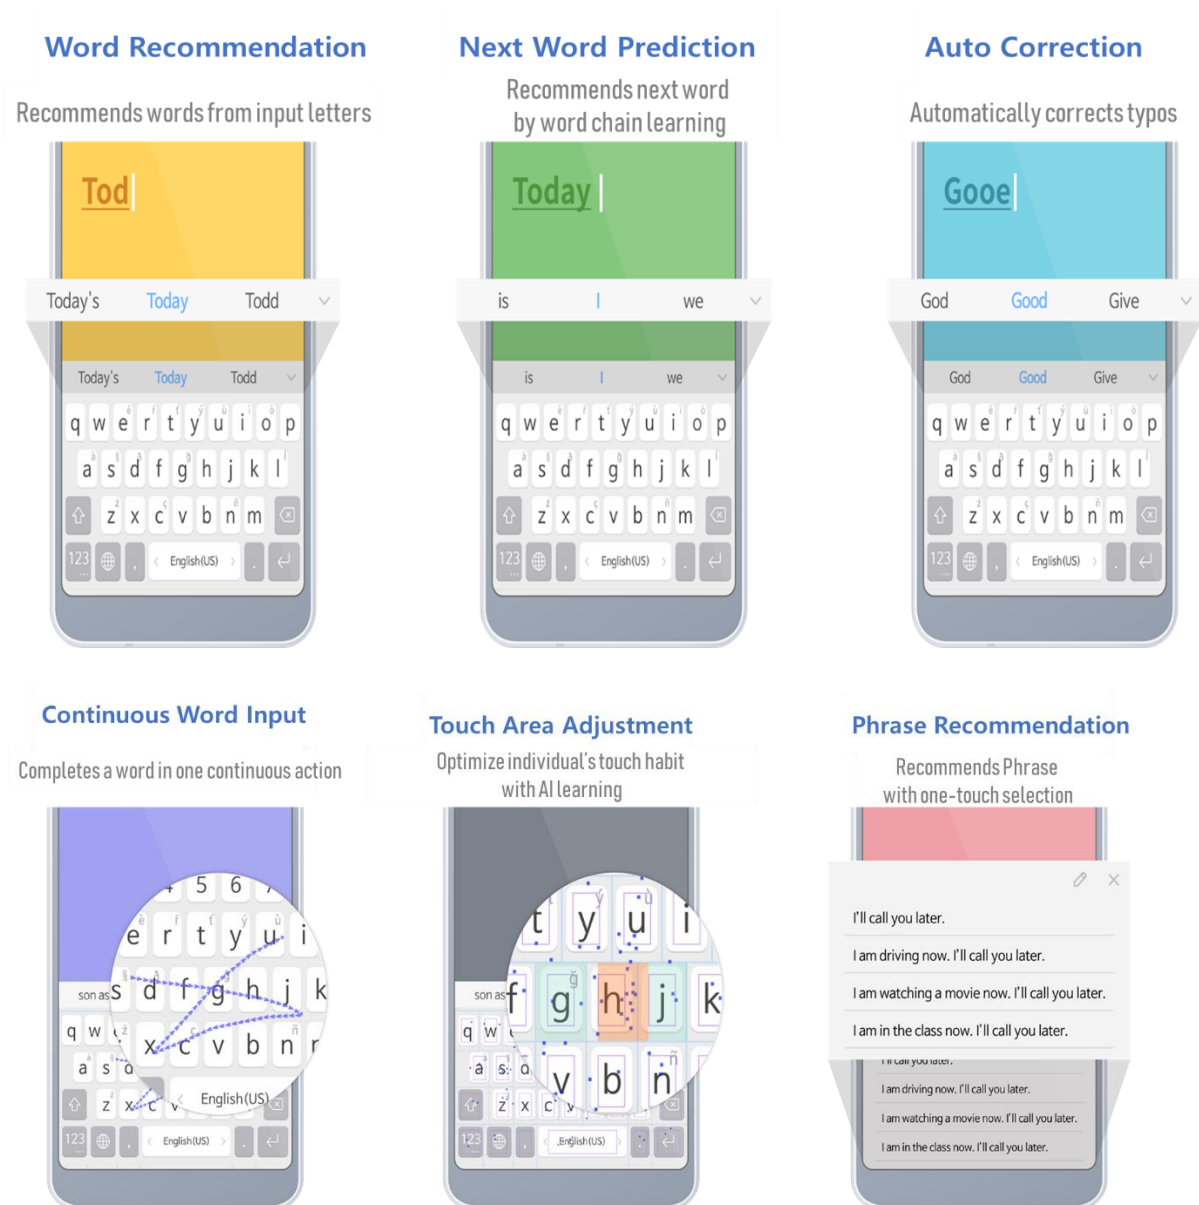 Word Recommendation
Recommends words from input letters
Tod
Today's Today Todd
Today's Today Todd
q w e r t y u i o p
a s d f g h j k l
z x c v b n m
123 , English(US) .
Next Word Prediction
Recommends next word
by word chain learning
Today
is I we
is I we
q w e r t y u i o p
a s d f g h j k l
z x c v b n m
123 , English(US) .
Auto Correction
Automatically corrects typos
Gooe
God Good Give
God Good Give
q w e r t y u i o p
a s d f g h j k l
z x c v b n m
123 , English(US) .
Continuous Word Input
Completes a word in one continuous action
5 6
e r t y u i
s d f g h j k
x c v b n
English(US)
son as
q w
a s d
z x c v
123 , English(US) .
Touch Area Adjustment
Optimize individual's touch habit
with AI learning
t y u i
f g h j k
v b n
son as
q w
a s d
z x c v
123 , English(US) .
Phrase Recommendation
Recommends Phrase
with one-touch selection
I'll call you later.
I am driving now. I'll call you later.
I am watching a movie now. I'll call you later.
I am in the class now. I'll call you later.
I'll call you later.
I am driving now. I'll call you later.
I am watching a movie now. I'll call you later.
I am in the class now. I'll call you later.